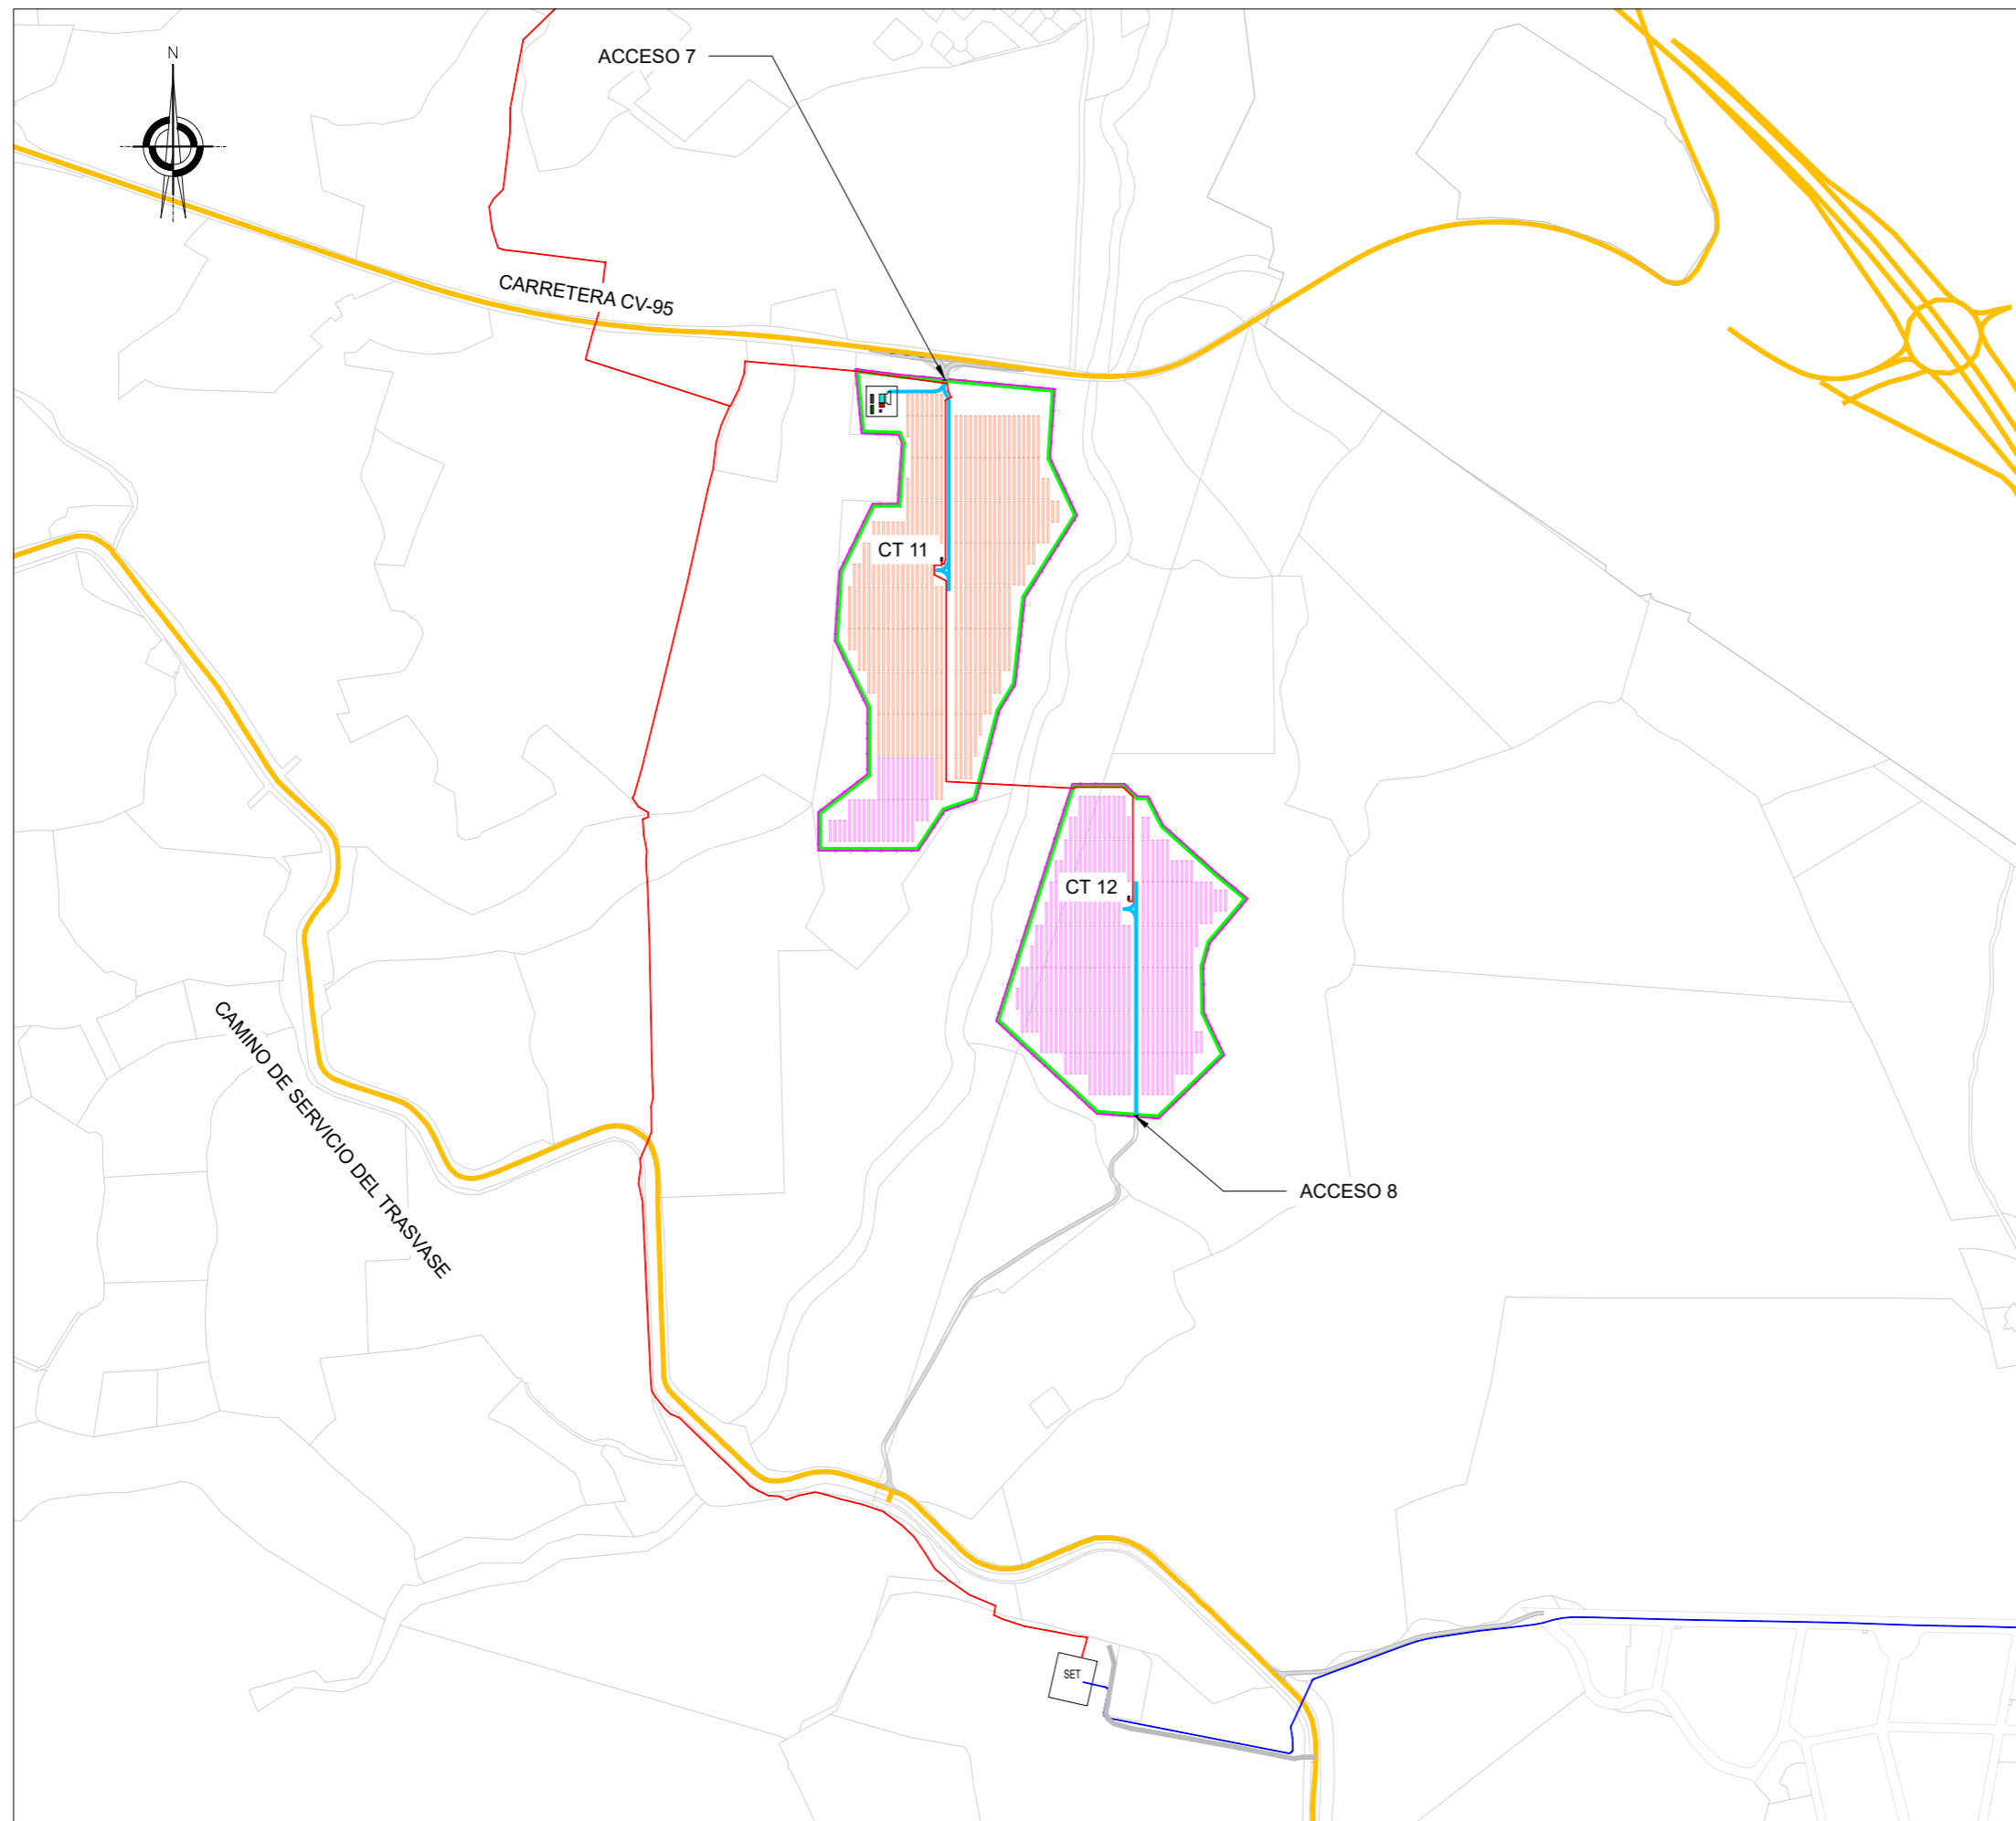 N
ACCESO 7
CARRETERA CV-95
CT 11
CT 12
CAMINO DE SERVICIO DEL TRASVASE
ACCESO 8
SET